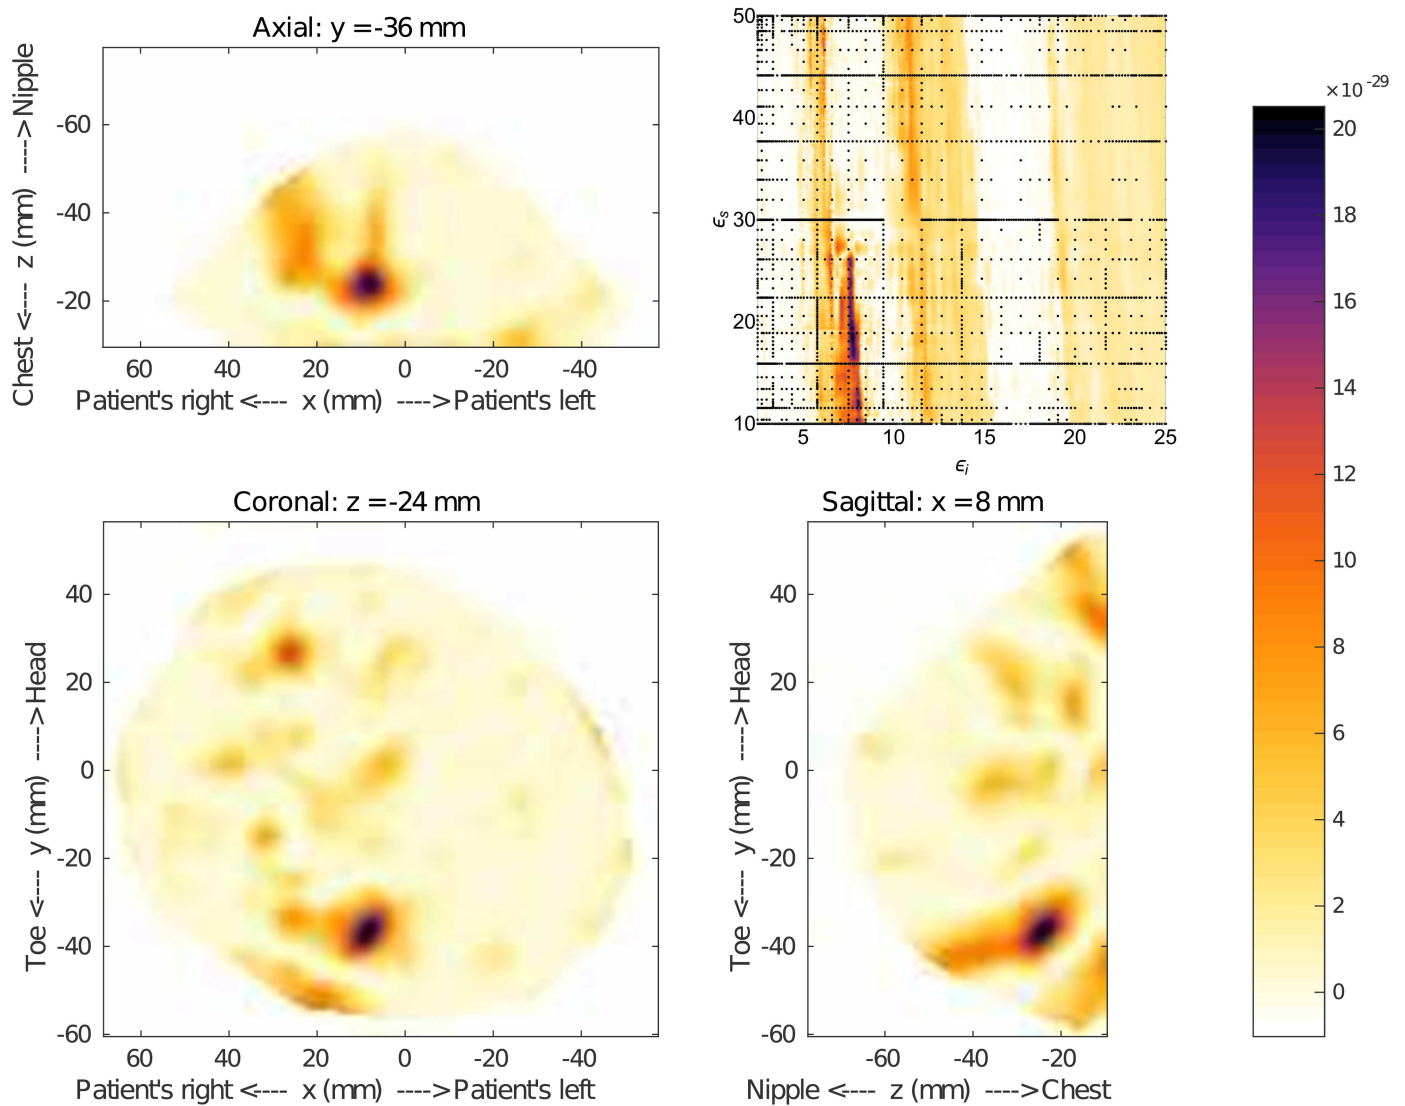 Axial: y =-36 mm
Chest <---- z (mm) ---->Nipple
-60
-40
-20
60 40 20 0 -20 -40
Patient's right <---- x (mm) ---->Patient's left
50
40
30
20
10
ϵs
5 10 15 20 25
ϵi
×10 -29
20
18
16
14
12
10
8
6
4
2
0
Coronal: z =-24 mm
Toe <---- y (mm) ---->Head
40
20
0
-20
-40
-60
60 40 20 0 -20 -40
Patient's right <---- x (mm) ---->Patient's left
Sagittal: x =8 mm
Toe <---- y (mm) ---->Head
40
20
0
-20
-40
-60
-60 -40 -20
Nipple <---- z (mm) ---->Chest